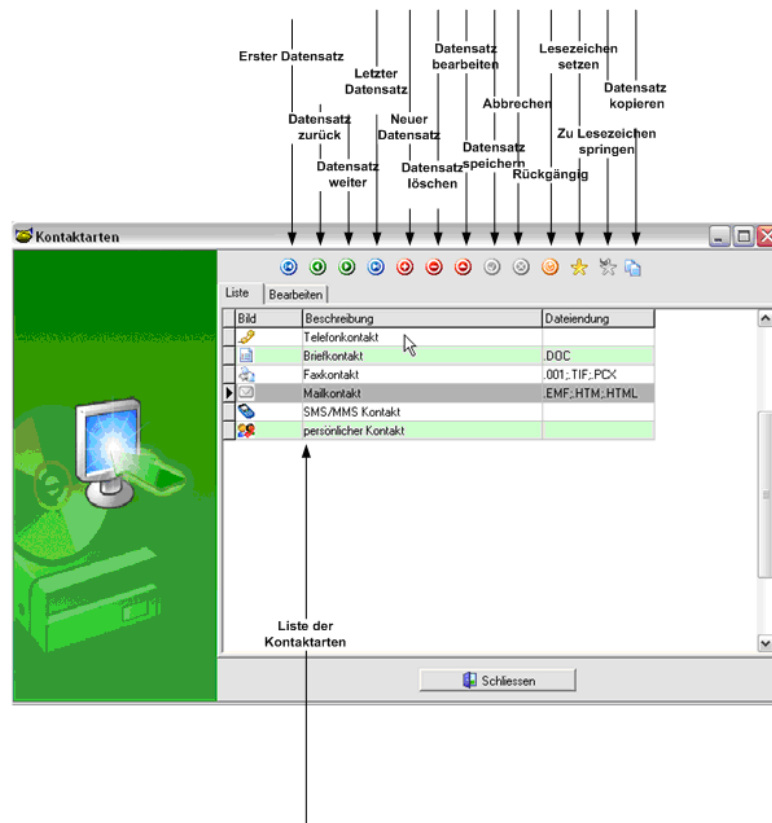 Erster Datensatz
Datensatz
zurück
Datensatz
weiter
Letzter
Datensatz
Neuer
Datensatz
Datensatz
löschen
Datensatz
bearbeiten
Datensatz
speichern
Abbrechen
Rückgängig
Lesezeichen
setzen
Zu Lesezeichen
springen
Datensatz
kopieren
Kontaktarten
Liste Bearbeiten
Bild Beschreibung Dateiendung
Telefonkontakt
Briefkontakt .DOC
Faxkontakt .001;.TIF;.PCX
Mailkontakt .EMF;.HTM;.HTML
SMS/MMS Kontakt
persönlicher Kontakt
Liste der
Kontaktarten
Schliessen